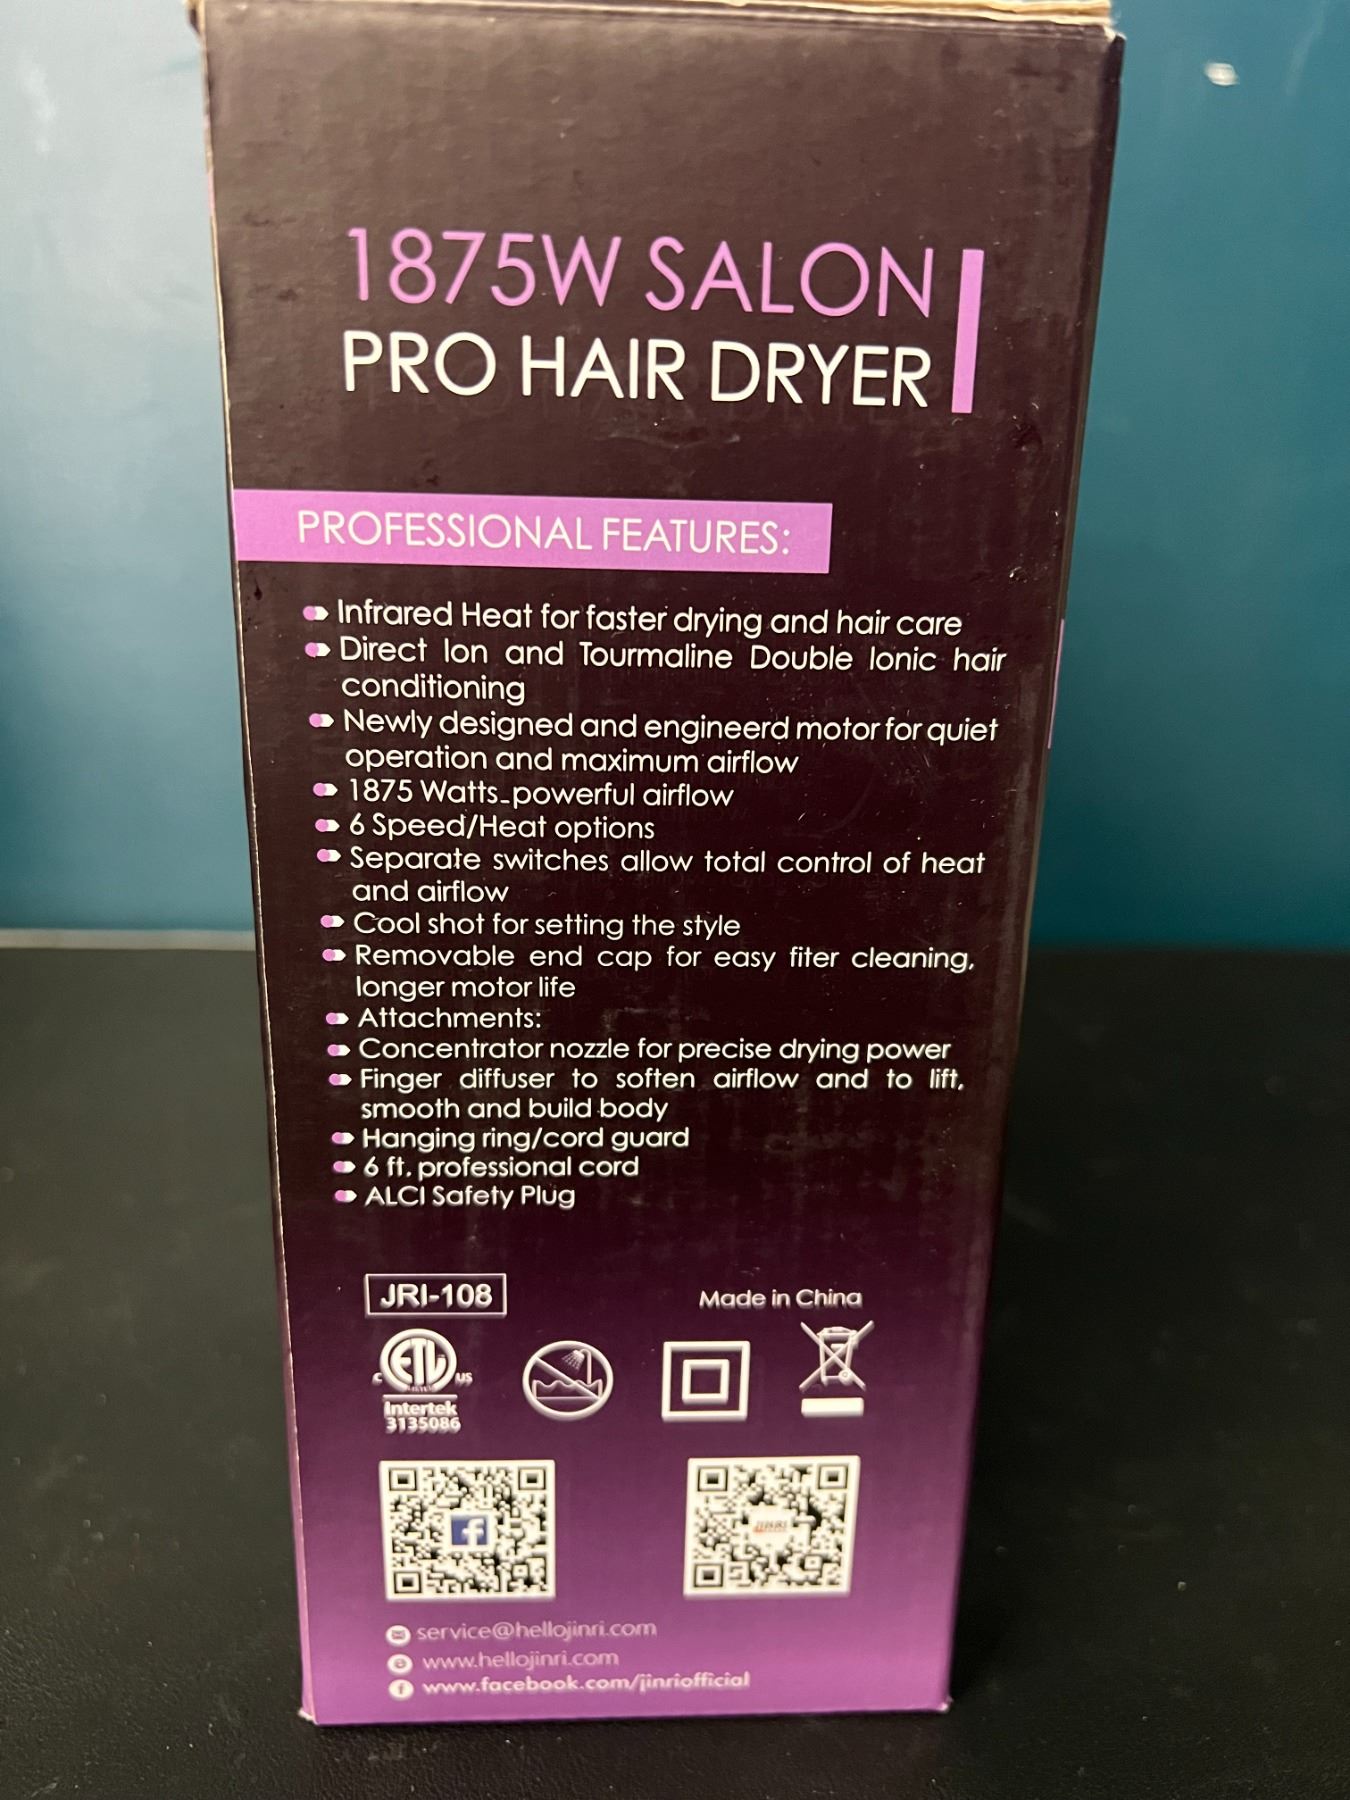 1875W SALON
PRO HAIR DRYER
PROFESSIONAL FEATURES:
Infrared Heat for faster drying and hair care
Direct Ion and Tourmaline Double Ionic hair
conditioning
Newly designed and engineerd motor for quiet
operation and maximum airflow
1875 Watts-powerful airflow
6 Speed/Heat options
Separate switches allow total control of heat
and airflow
Cool shot for setting the style
Removable end cap for easy fiter cleaning,
longer motor life
Attachments:
Concentrator nozzle for precise drying power
Finger diffuser to soften airflow and to lift,
smooth and build body
Hanging ring/cord guard
6 ft. professional cord
ALCI Safety Plug
JRI-108
Made in China
C ETL US
Intertek
3135086
f JINRI
service@hellojinri.com
www.hellojinri.com
www.facebook.com/jinriofficial